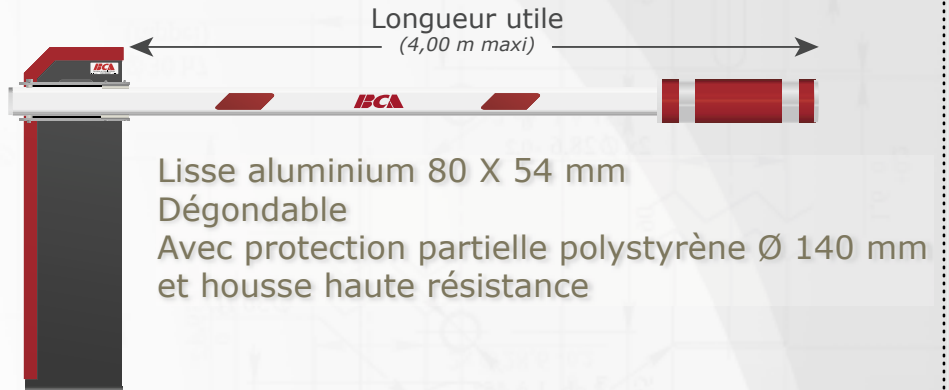 Longueur utile
(4,00 m maxi)
BCA
BCA
Lisse aluminium 80 X 54 mm
Dégondable
Avec protection partielle polystyrène Ø 140 mm
et housse haute résistance